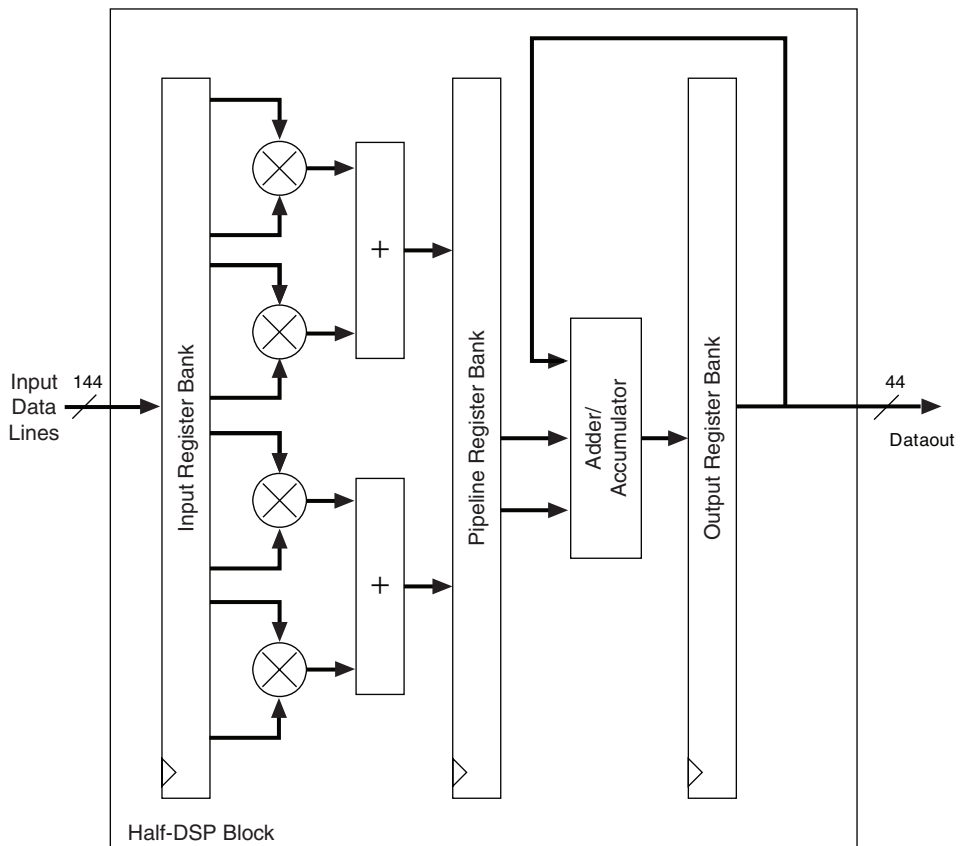 Input
Data
Lines
144
Input Register Bank
+
+
Pipeline Register Bank
Adder/
Accumulator
Output Register Bank
44
Dataout
Half-DSP Block